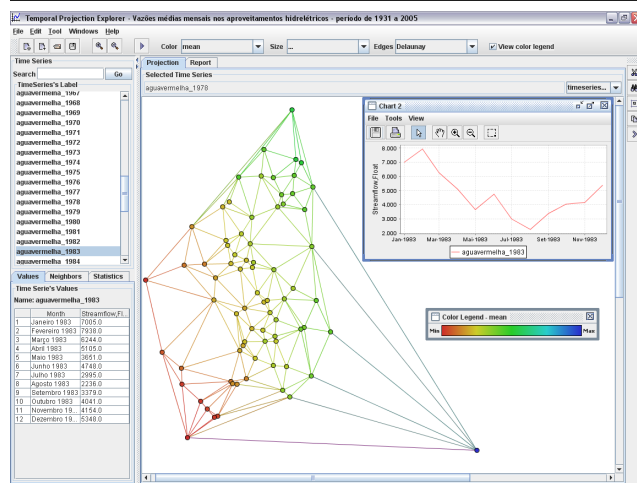 Temporal Projection Explorer - Vazões médias mensais nos aproveitamentos hidrelétricos - periodo de 1931 a 2005
File Edit Tool Windows Help
Color mean Size ... Edges Delaunay View color legend
Time Series
Search Go
TimeSeries's Label
aguavermelha_1967
aguavermelha_1968
aguavermelha_1969
aguavermelha_1970
aguavermelha_1971
aguavermelha_1972
aguavermelha_1973
aguavermelha_1974
aguavermelha_1975
aguavermelha_1976
aguavermelha_1977
aguavermelha_1978
aguavermelha_1979
aguavermelha_1980
aguavermelha_1981
aguavermelha_1982
aguavermelha_1983
aguavermelha_1984
Values Neighbors Statistics
Time Serie's Values
Name: aguavermelha_1983
Month Streamflow,Fl...
1 Janeiro 1983 7005.0
2 Fevereiro 1983 7938.0
3 Março 1983 6244.0
4 Abril 1983 5105.0
5 Maio 1983 3651.0
6 Junho 1983 4748.0
7 Julho 1983 2995.0
8 Agosto 1983 2236.0
9 Setembro 1983 3379.0
10 Outubro 1983 4041.0
11 Novembro 19... 4154.0
12 Dezembro 19... 5348.0
Projection Report
Selected Time Series
aguavermelha_1978 timeseries...
Chart 2
File Tools View
Streamflow,Float
8.000
7.000
6.000
5.000
4.000
3.000
2.000
Jan-1983 Mar-1983 Mai-1983 Jul-1983 Set-1983 Nov-1983
aguavermelha_1983
Color Legend - mean
Min Max